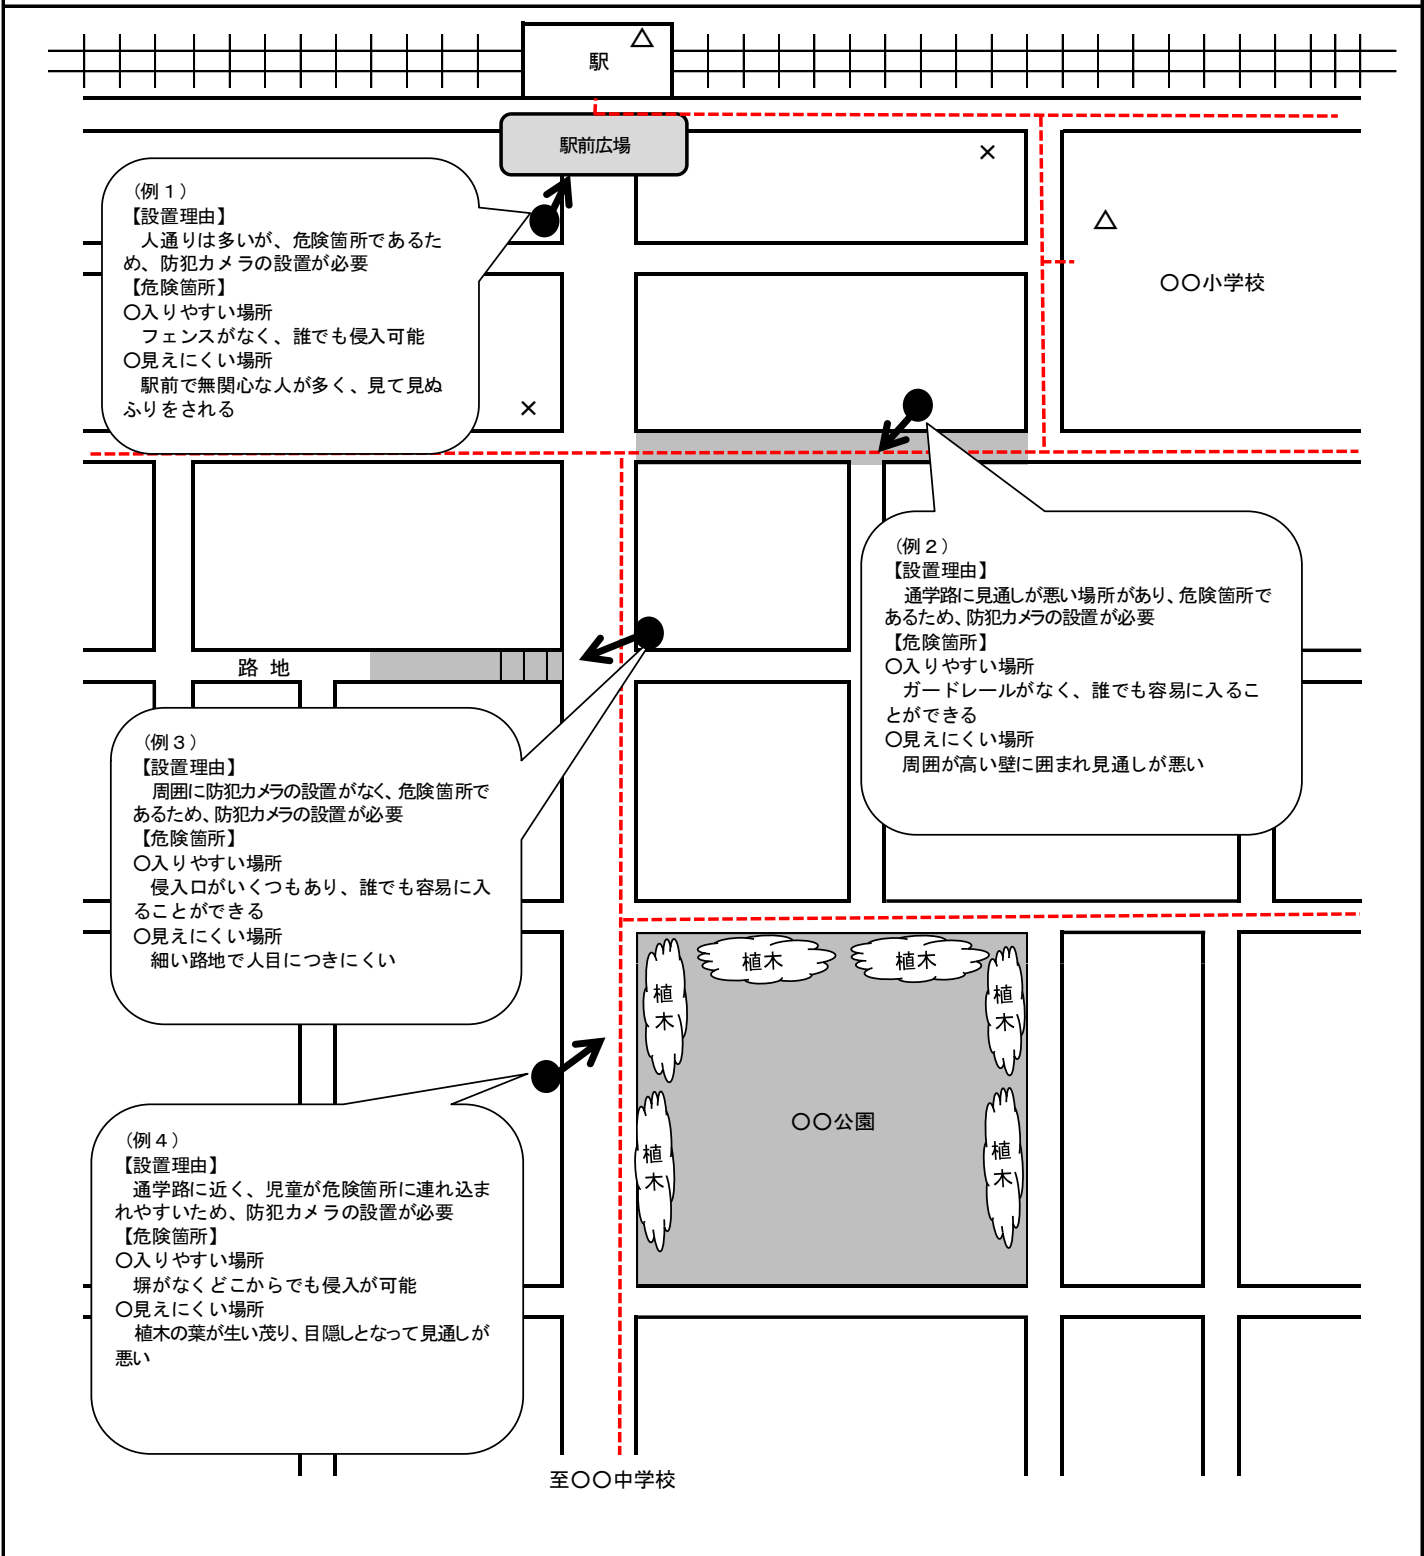 駅
駅前広場
（例１）
【設置理由】
人通りは多いが、危険箇所であるた
め、防犯カメラの設置が必要
【危険箇所】
○入りやすい場所
フェンスがなく、誰でも侵入可能
○見えにくい場所
駅前で無関心な人が多く、見て見ぬ
ふりをされる
○○小学校
（例２）
【設置理由】
通学路に見通しが悪い場所があり、危険箇所で
あるため、防犯カメラの設置が必要
【危険箇所】
○入りやすい場所
ガードレールがなく、誰でも容易に入るこ
とができる
○見えにくい場所
周囲が高い壁に囲まれ見通しが悪い
路 地
（例３）
【設置理由】
周囲に防犯カメラの設置がなく、危険箇所で
あるため、防犯カメラの設置が必要
【危険箇所】
○入りやすい場所
侵入口がいくつもあり、誰でも容易に入
ることができる
○見えにくい場所
細い路地で人目につきにくい
植木
植木
植木
植木
○○公園
植木
植木
（例４）
【設置理由】
通学路に近く、児童が危険箇所に連れ込ま
れやすいため、防犯カメラの設置が必要
【危険箇所】
○入りやすい場所
塀がなくどこからでも侵入が可能
○見えにくい場所
植木の葉が生い茂り、目隠しとなって見通しが
悪い
至○○中学校